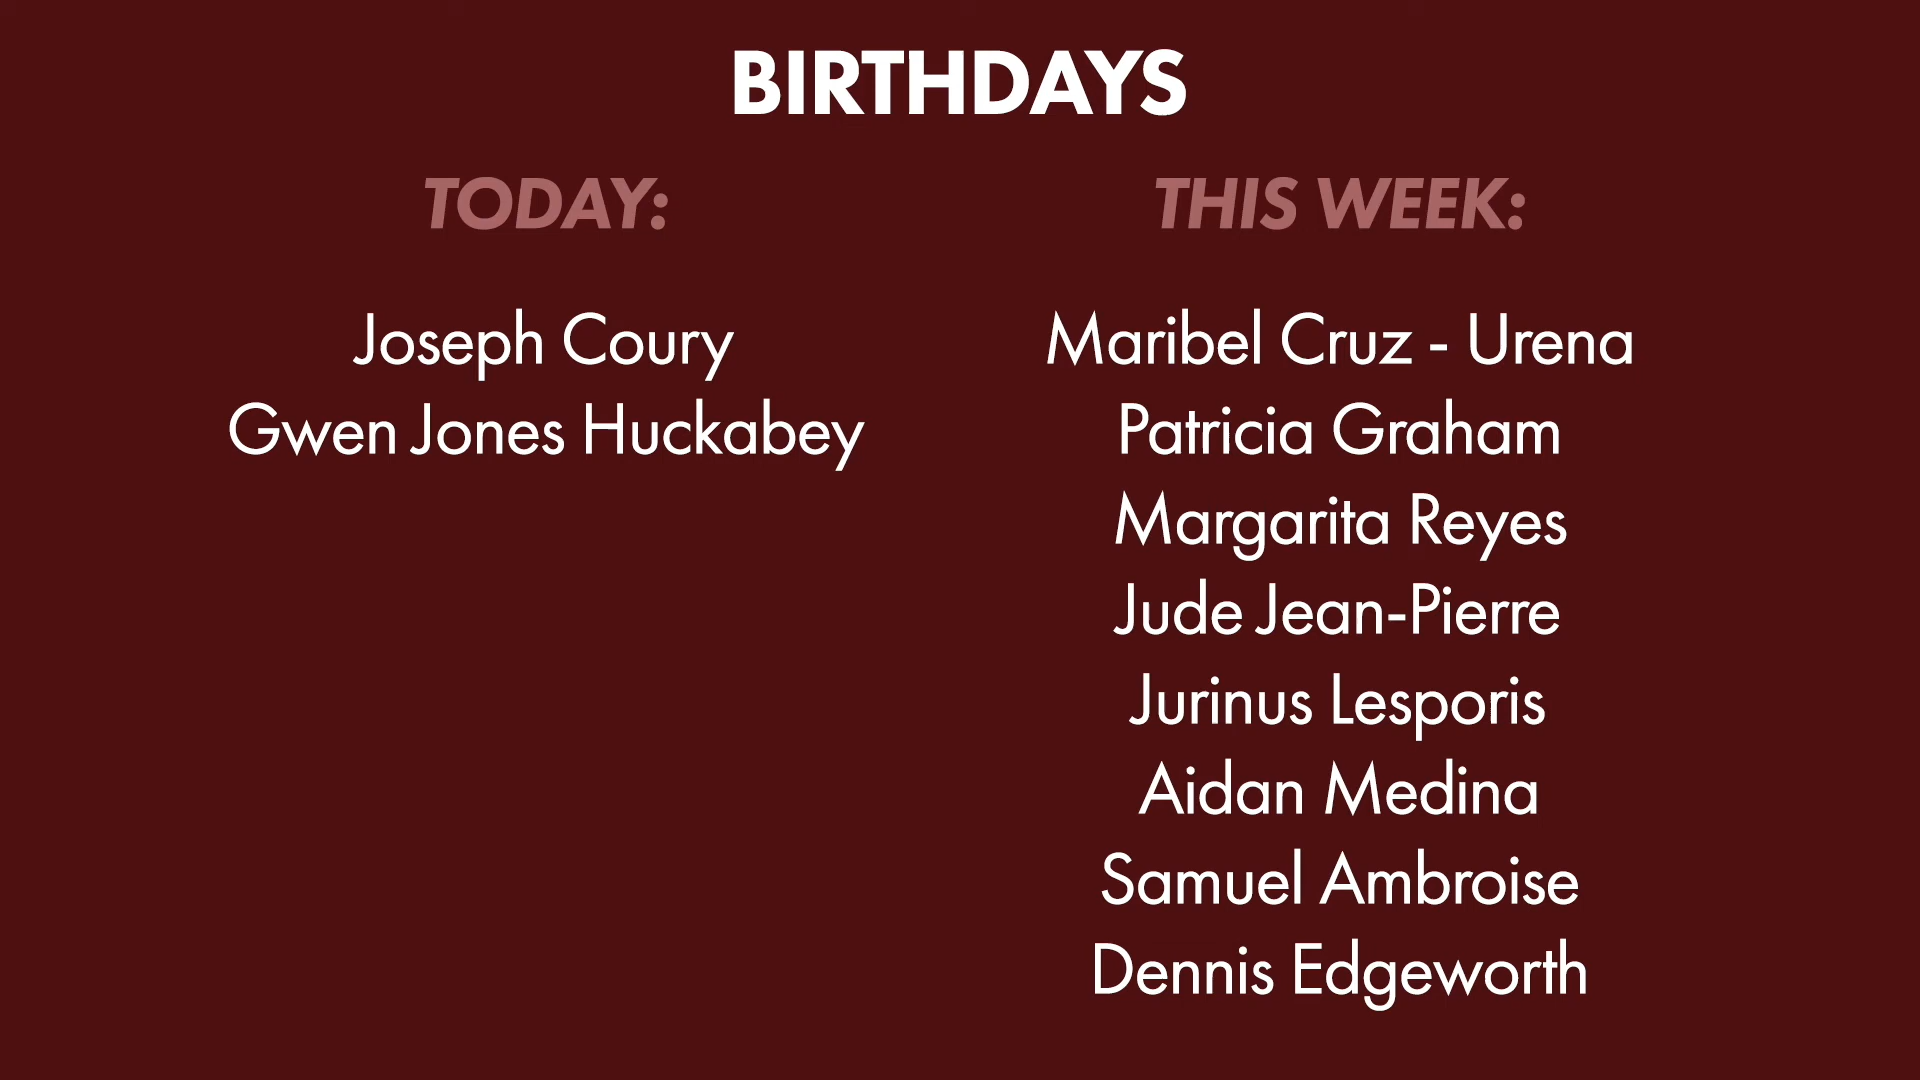 BIRTHDAYS
TODAY:
Joseph Coury
Gwen Jones Huckabey
THIS WEEK:
Maribel Cruz - Urena
Patricia Graham
Margarita Reyes
Jude Jean-Pierre
Jurinus Lesporis
Aidan Medina
Samuel Ambroise
Dennis Edgeworth